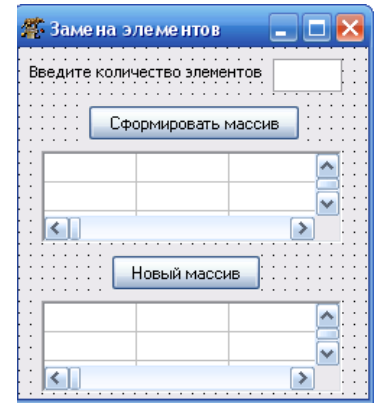 Замена элементов
Введите количество элементов
Сформировать массив
Новый массив